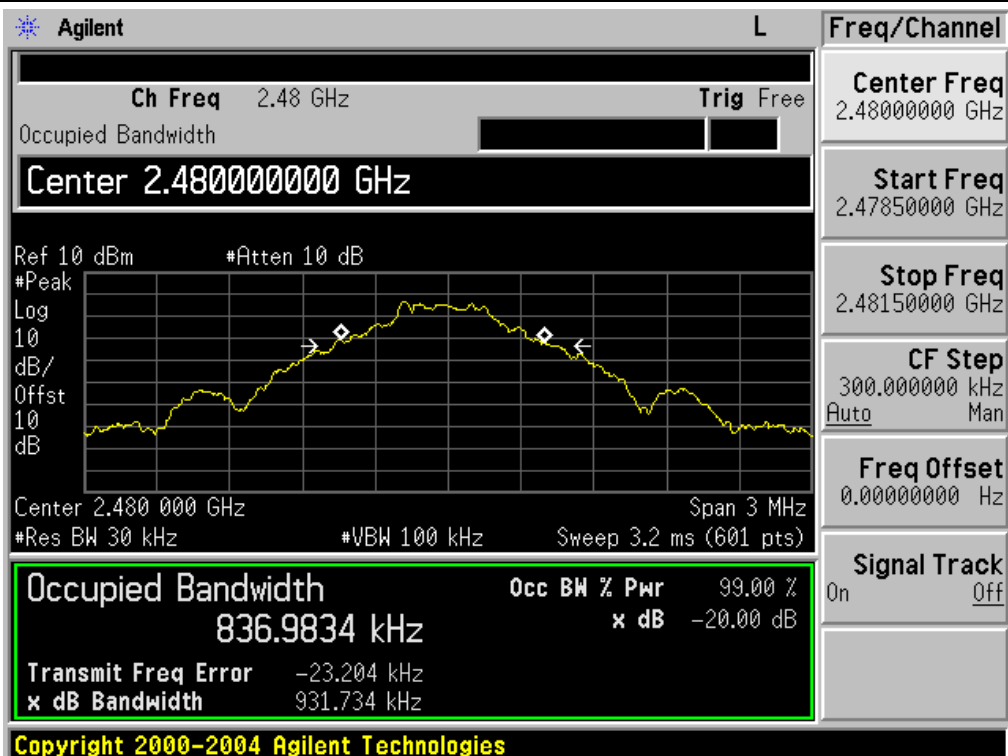 Agilent L
Freq/Channel
Ch Freq 2.48 GHz Trig Free
Occupied Bandwidth
Center 2.480000000 GHz
Ref 10 dBm #Atten 10 dB
#Peak
Log
10
dB/
Offst
10
dB
Center 2.480 000 GHz Span 3 MHz
#Res BW 30 kHz #VBW 100 kHz Sweep 3.2 ms (601 pts)
Occupied Bandwidth
836.9834 kHz
Occ BW % Pwr 99.00 %
x dB -20.00 dB
Transmit Freq Error -23.204 kHz
x dB Bandwidth 931.734 kHz
Center Freq
2.48000000 GHz
Start Freq
2.47850000 GHz
Stop Freq
2.48150000 GHz
CF Step
300.000000 kHz
Auto Man
Freq Offset
0.00000000 Hz
Signal Track
On Off
Copyright 2000-2004 Agilent Technologies